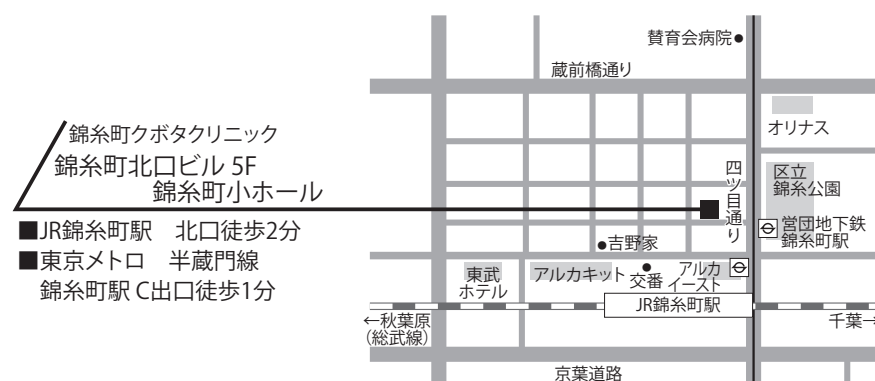 錦糸町クボタクリニック
錦糸町北口ビル 5F
錦糸町小ホール
■JR錦糸町駅　北口徒歩2分
■東京メトロ　半蔵門線
錦糸町駅 C出口徒歩1分
賛育会病院●
蔵前橋通り
オリナス
四ツ目通り
区立
錦糸公園
営団地下鉄
錦糸町駅
●吉野家
東武
ホテル
アルカキット
交番
アルカ
イースト
JR錦糸町駅
←秋葉原
（総武線）
千葉→
京葉道路